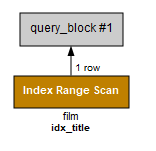 query_block #1
1 row
Index Range Scan
film
idx_title